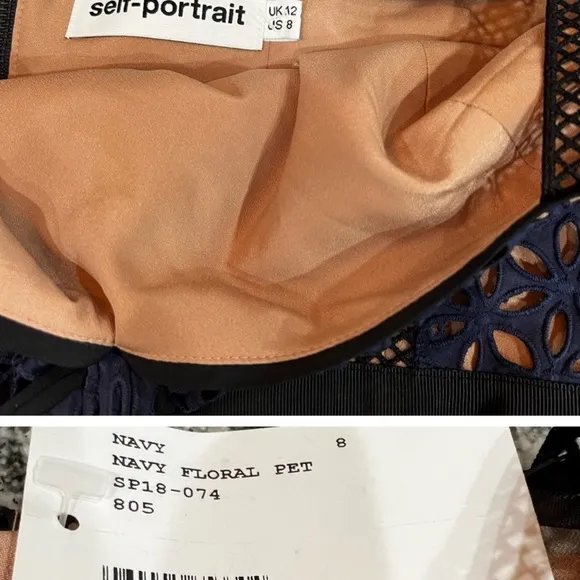 self-portrait
UK 12
US 8
NAVY 8
NAVY FLORAL PET
SP18-074
805